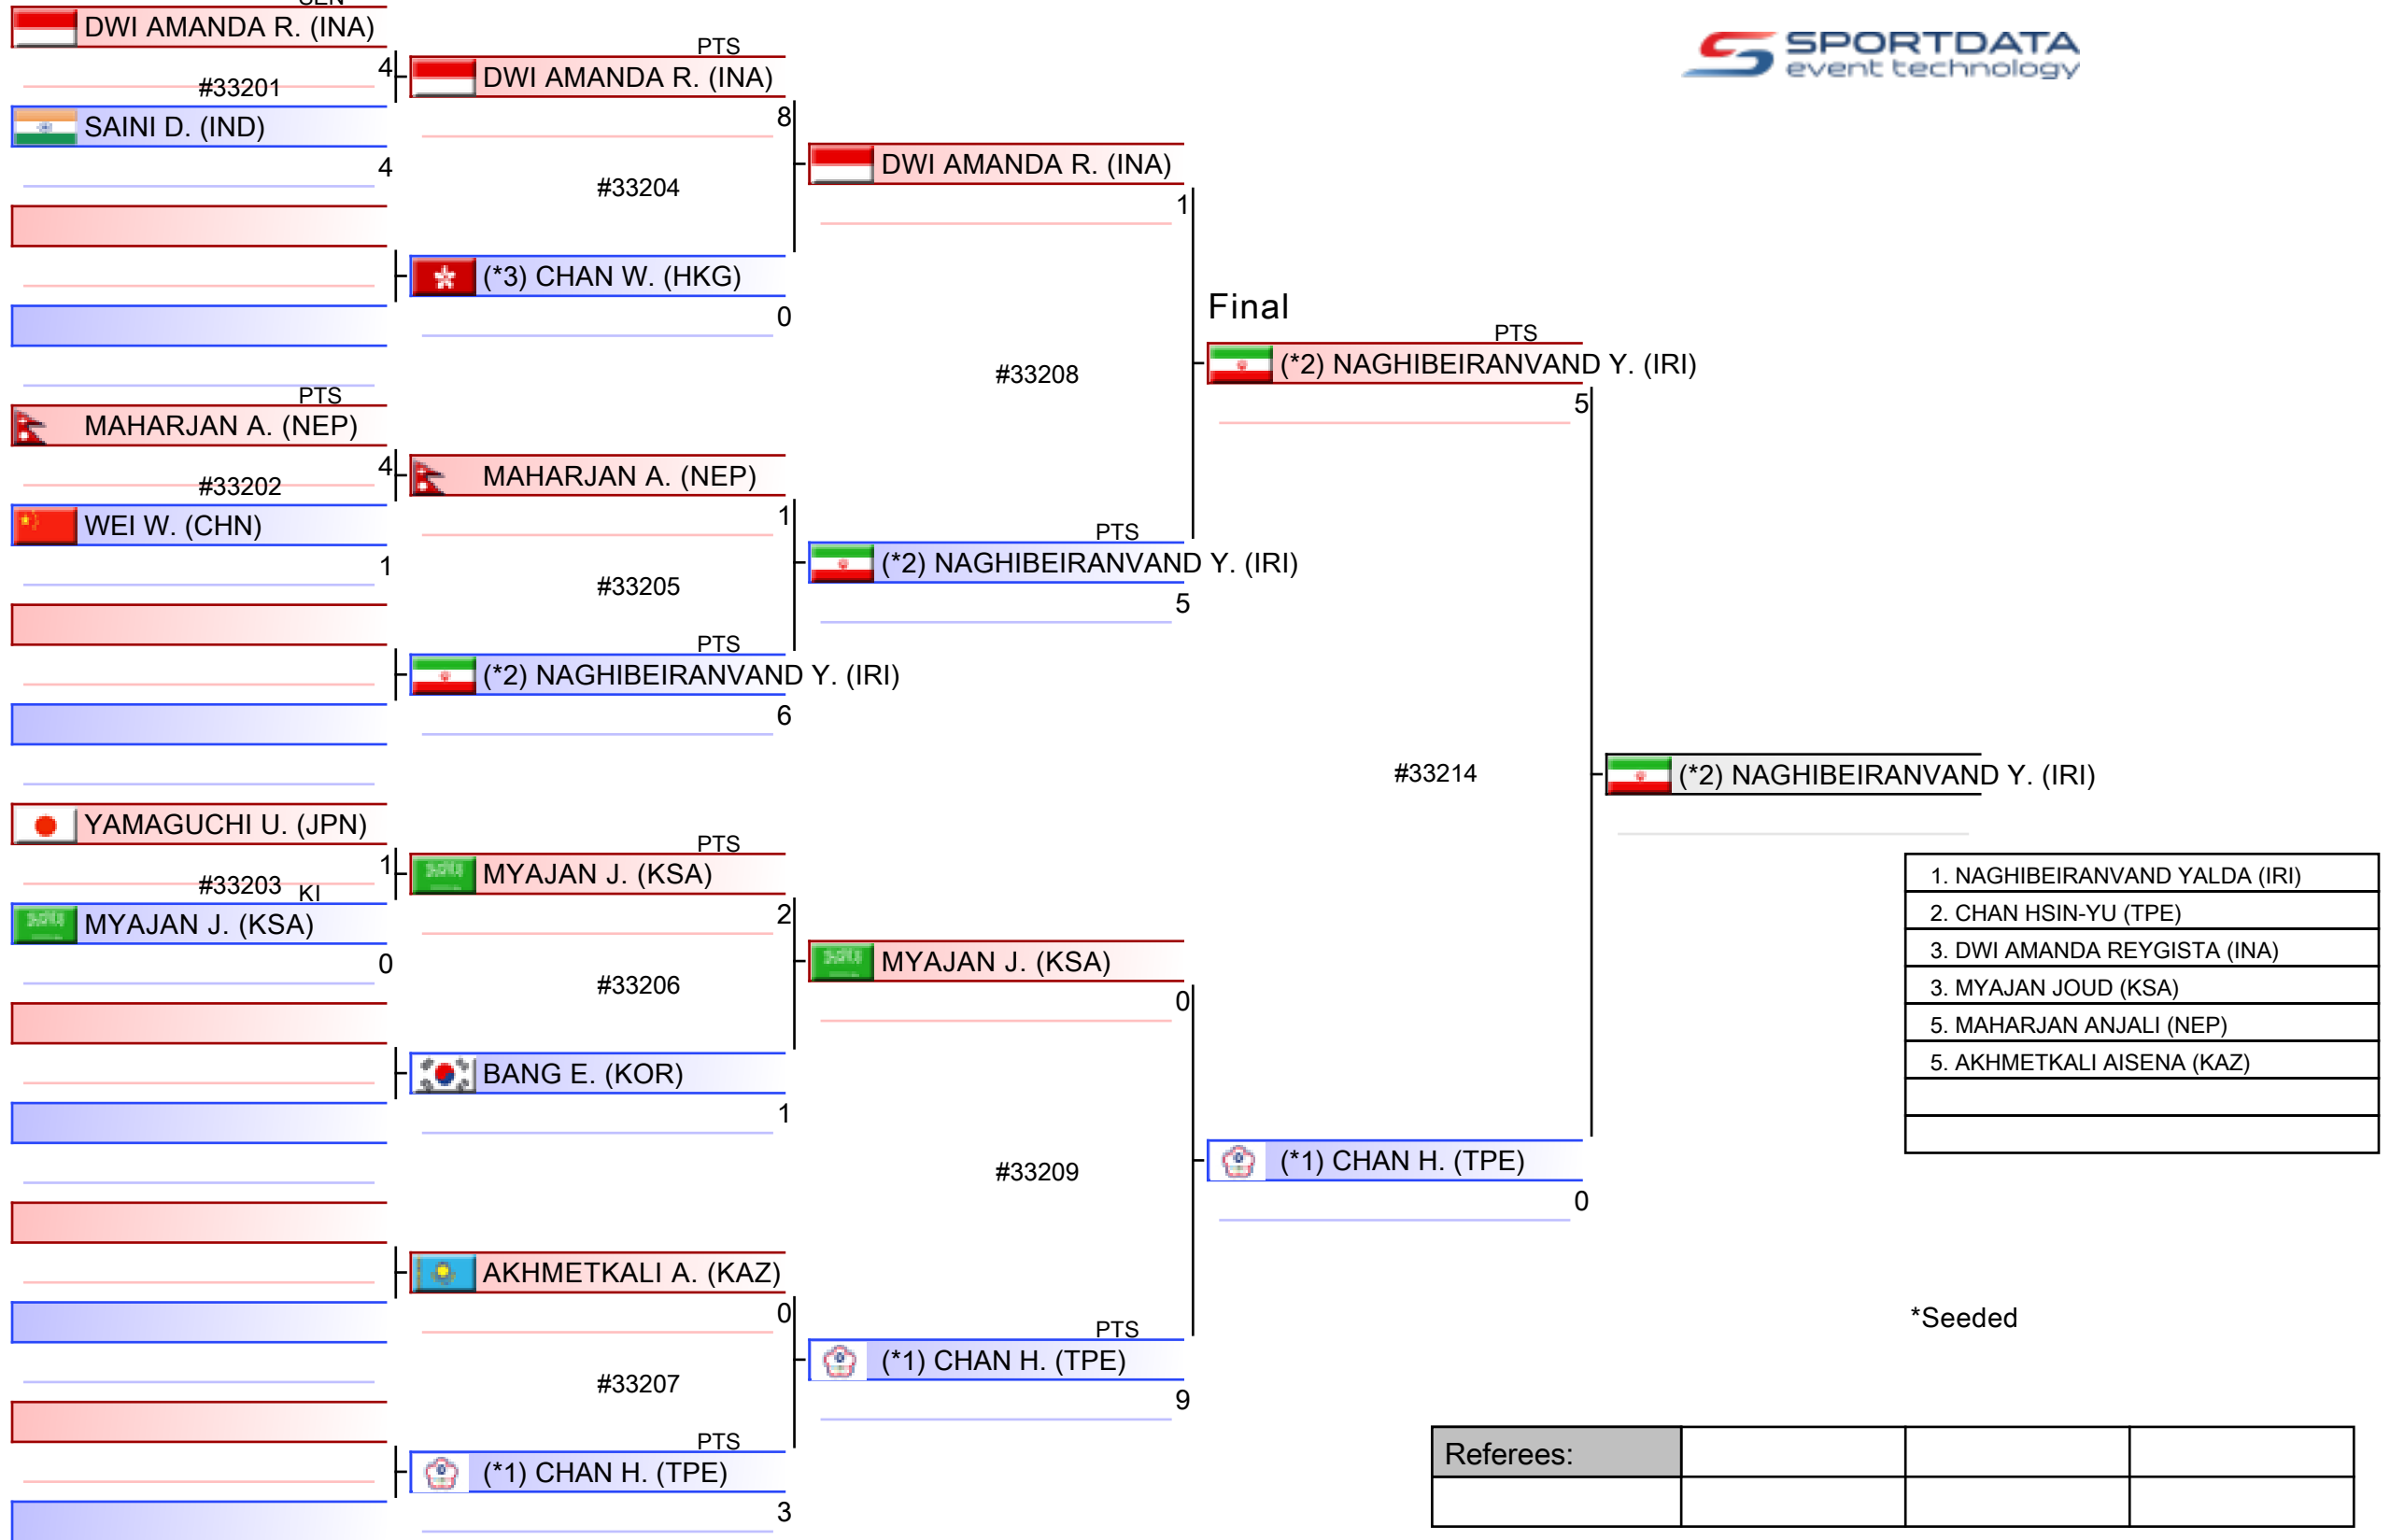 SEN
DWI AMANDA R. (INA)
4
#33201
SAINI D. (IND)
4
PTS
MAHARJAN A. (NEP)
4
#33202
WEI W. (CHN)
1
YAMAGUCHI U. (JPN)
1
#33203
KI
MYAJAN J. (KSA)
0
PTS
DWI AMANDA R. (INA)
8
#33204
(*3) CHAN W. (HKG)
0
MAHARJAN A. (NEP)
1
#33205
PTS
(*2) NAGHIBEIRANVAND Y. (IRI)
6
PTS
MYAJAN J. (KSA)
2
#33206
BANG E. (KOR)
1
AKHMETKALI A. (KAZ)
0
#33207
PTS
(*1) CHAN H. (TPE)
3
DWI AMANDA R. (INA)
1
#33208
PTS
(*2) NAGHIBEIRANVAND Y. (IRI)
5
MYAJAN J. (KSA)
0
#33209
PTS
(*1) CHAN H. (TPE)
9
Final
PTS
(*2) NAGHIBEIRANVAND Y. (IRI)
5
#33214
(*1) CHAN H. (TPE)
0
(*2) NAGHIBEIRANVAND Y. (IRI)
SPORTDATA
event technology
1. NAGHIBEIRANVAND YALDA (IRI)
2. CHAN HSIN-YU (TPE)
3. DWI AMANDA REYGISTA (INA)
3. MYAJAN JOUD (KSA)
5. MAHARJAN ANJALI (NEP)
5. AKHMETKALI AISENA (KAZ)
*Seeded
Referees: